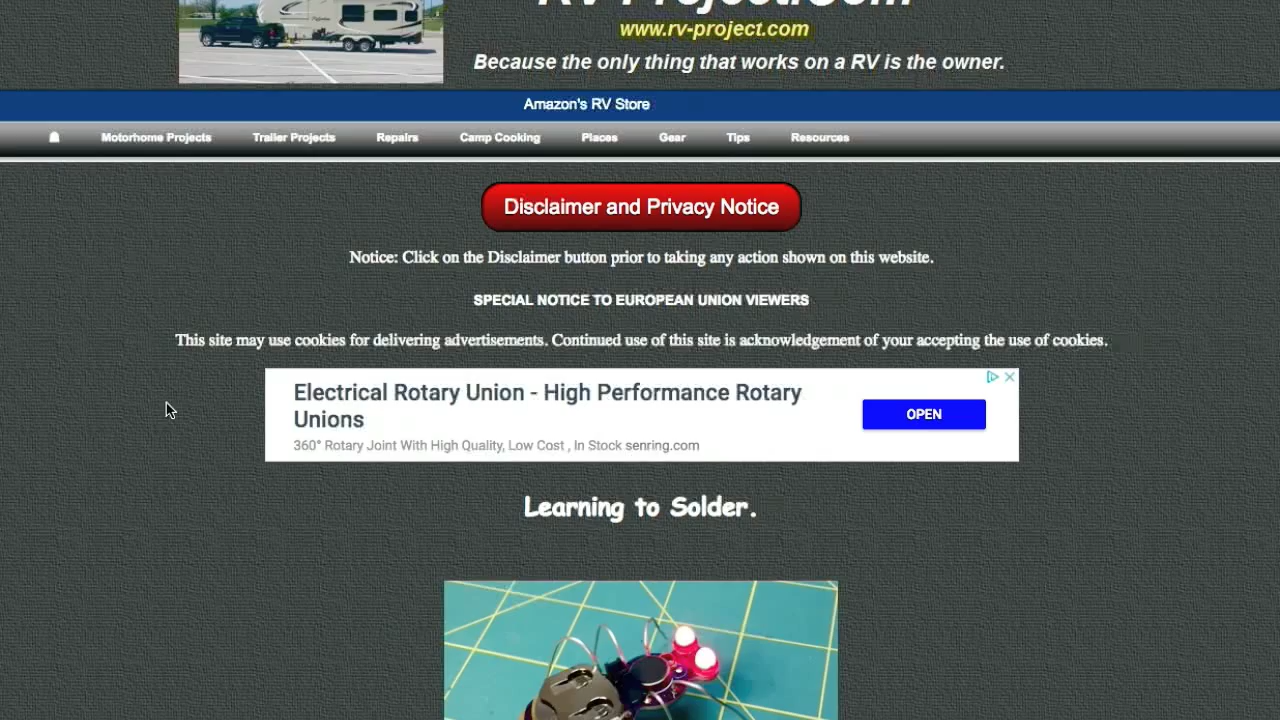 RV-Project.Com
www.rv-project.com
Because the only thing that works on a RV is the owner.
Amazon's RV Store
Motorhome Projects Trailer Projects Repairs Camp Cooking Places Gear Tips Resources
Disclaimer and Privacy Notice
Notice: Click on the Disclaimer button prior to taking any action shown on this website.
SPECIAL NOTICE TO EUROPEAN UNION VIEWERS
This site may use cookies for delivering advertisements. Continued use of this site is acknowledgement of your accepting the use of cookies.
Electrical Rotary Union - High Performance Rotary
Unions
OPEN
360° Rotary Joint With High Quality, Low Cost , In Stock senring.com
Learning to Solder.